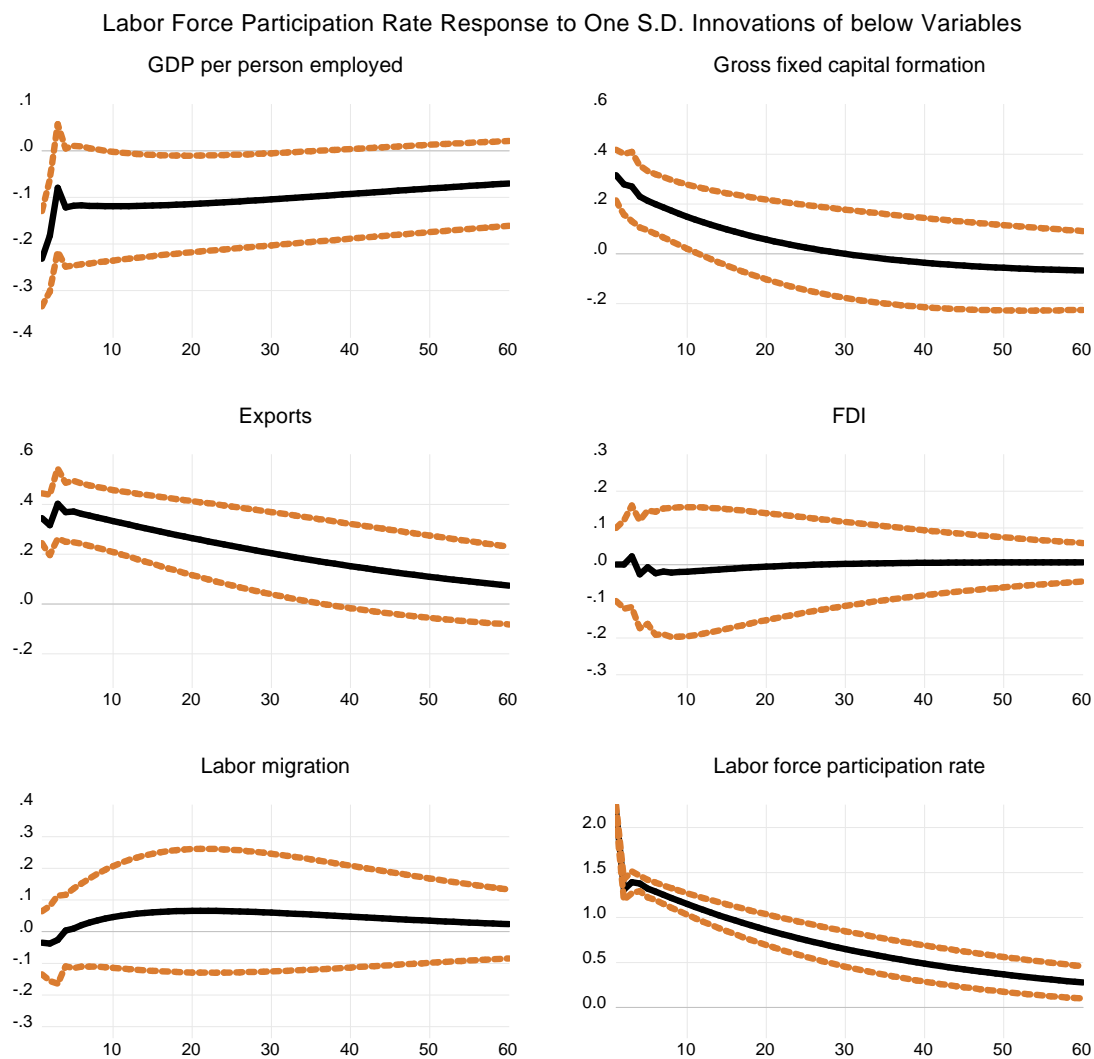 Labor Force Participation Rate Response to One S.D. Innovations of below Variables
GDP per person employed
.1
.0
-.1
-.2
-.3
-.4
10 20 30 40 50 60
Gross fixed capital formation
.6
.4
.2
.0
-.2
10 20 30 40 50 60
Exports
.6
.4
.2
.0
-.2
10 20 30 40 50 60
FDI
.3
.2
.1
.0
-.1
-.2
-.3
10 20 30 40 50 60
Labor migration
.4
.3
.2
.1
.0
-.1
-.2
-.3
10 20 30 40 50 60
Labor force participation rate
2.0
1.5
1.0
0.5
0.0
10 20 30 40 50 60